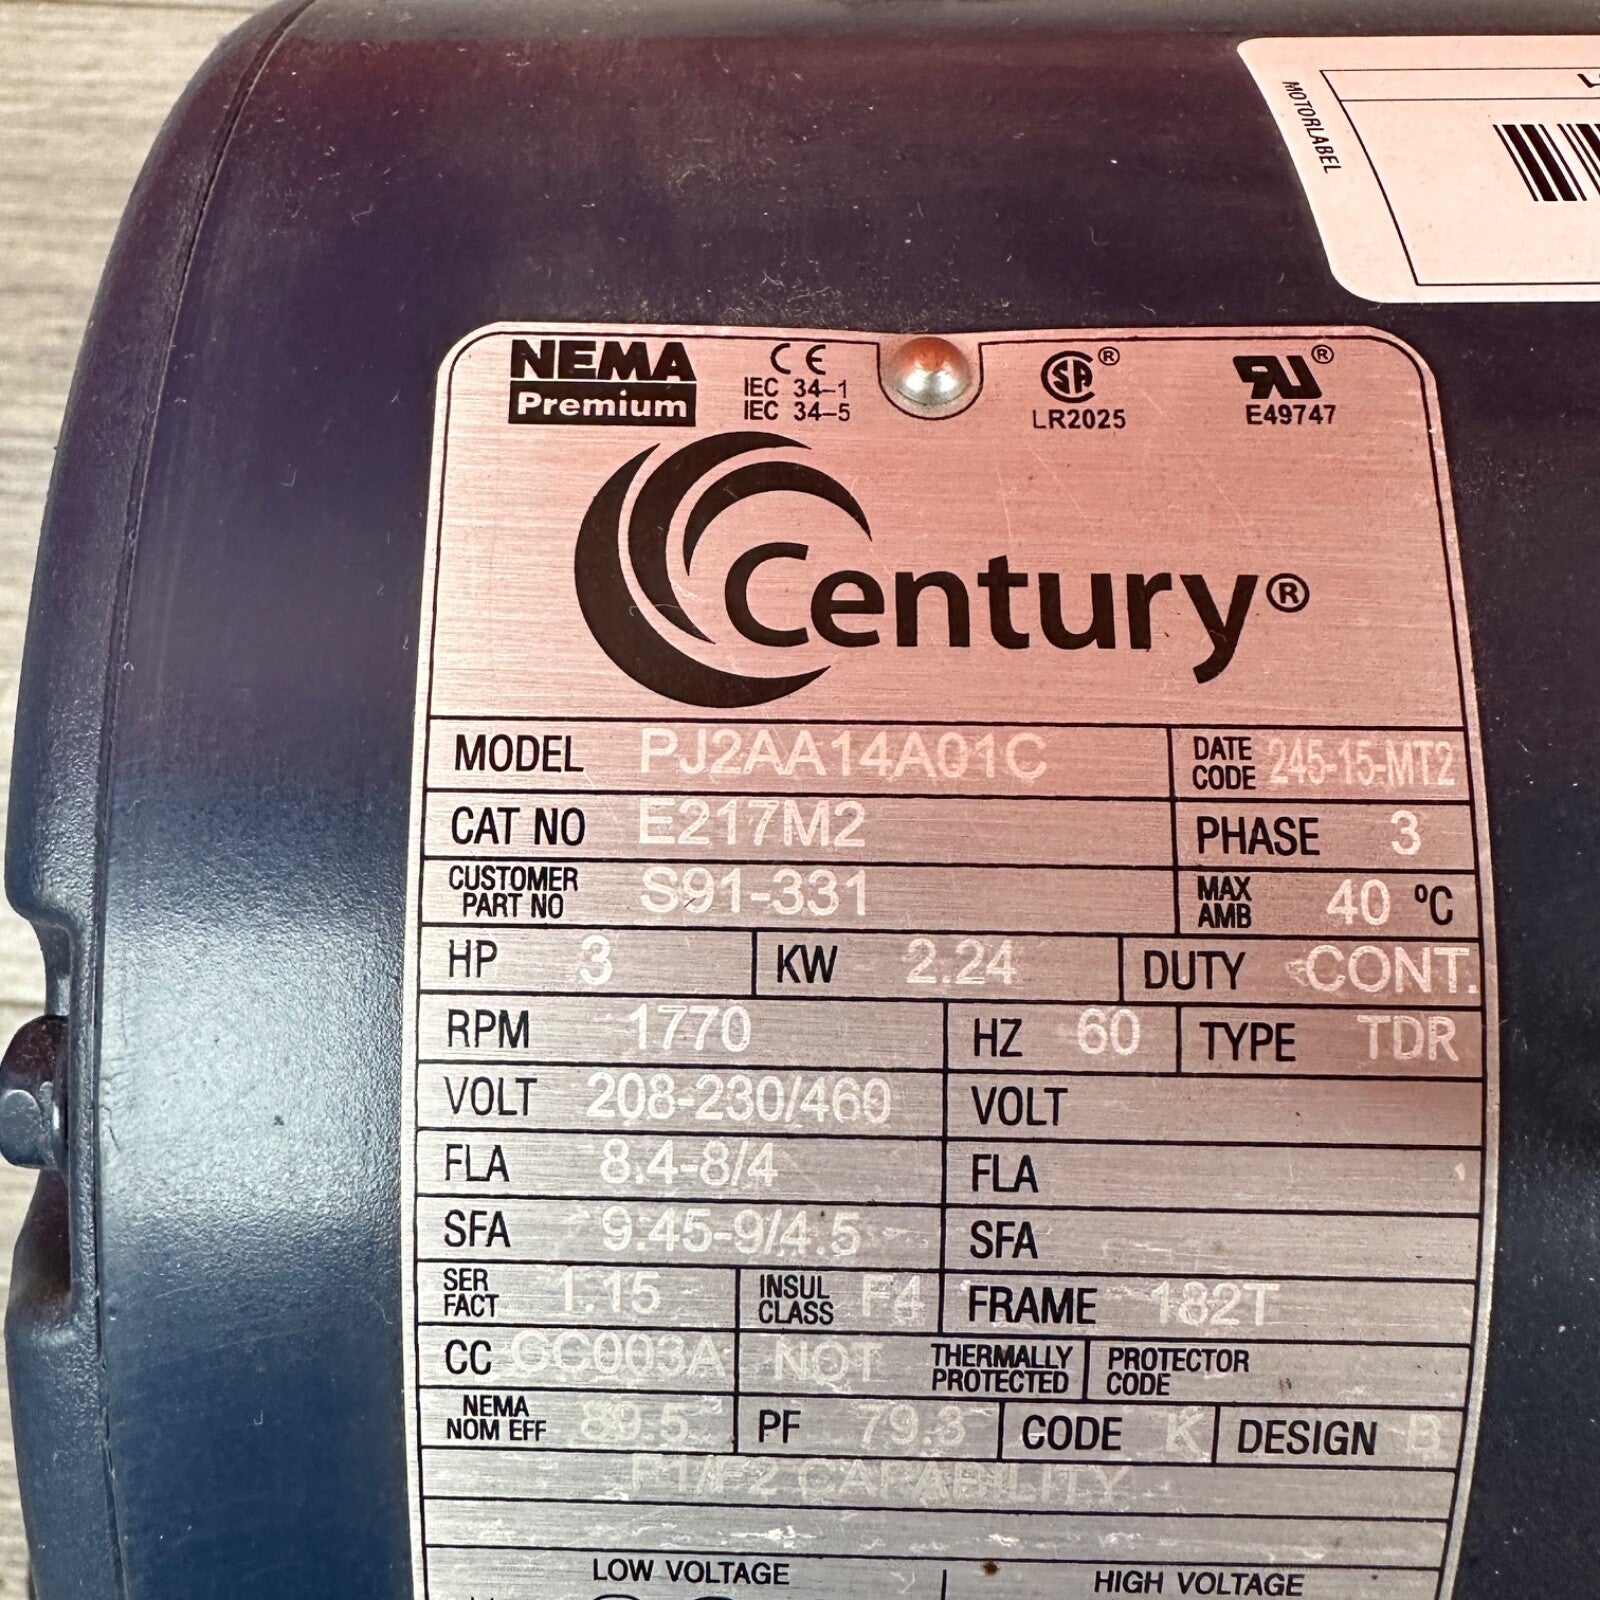 MOTORLABEL
NEMA
Premium
CE
IEC 34-1
IEC 34-5
SA®
LR2025
RU®
E49747
Century®
MODEL PJ2AA14A01C DATE CODE 245-15-MT2
CAT NO E217M2 PHASE 3
CUSTOMER PART NO S91-331 MAX AMB 40 ºC
HP 3 KW 2.24 DUTY CONT.
RPM 1770 HZ 60 TYPE TDR
VOLT 208-230/460 VOLT
FLA 8.4-8/4 FLA
SFA 9.45-9/4.5 SFA
SER FACT 1.15 INSUL CLASS F4 FRAME 182T
CC CC003A NOT THERMALLY PROTECTED PROTECTOR CODE
NEMA NOM EFF 89.5 PF CODE K DESIGN B
F1/F2 CAPABILITY
LOW VOLTAGE HIGH VOLTAGE